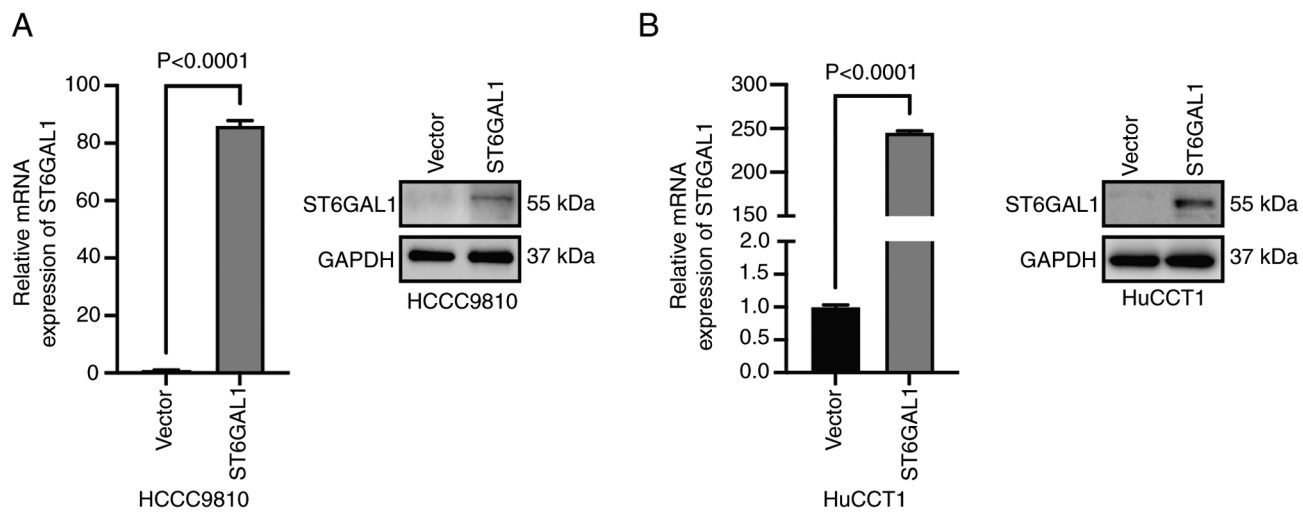 A
P<0.0001
Relative mRNA
expression of ST6GAL1
100
80
60
40
20
0
Vector
ST6GAL1
HCCC9810
Vector
ST6GAL1
ST6GAL1
55 kDa
GAPDH
37 kDa
HCCC9810
B
P<0.0001
Relative mRNA
expression of ST6GAL1
300
250
200
150
2.0
1.5
1.0
0.5
0.0
Vector
ST6GAL1
HuCCT1
Vector
ST6GAL1
ST6GAL1
55 kDa
GAPDH
37 kDa
HuCCT1